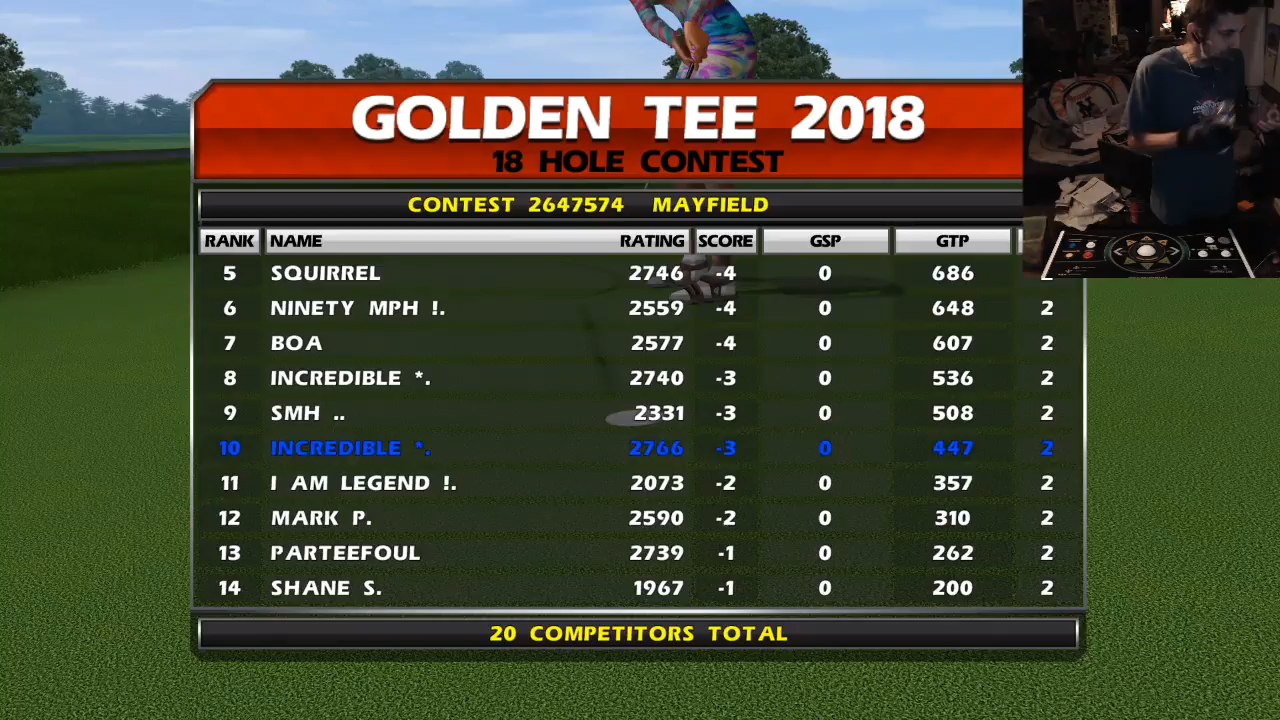 GOLDEN TEE 2018
18 HOLE CONTEST
CONTEST 2647574 MAYFIELD
RANK NAME RATING SCORE GSP GTP
5 SQUIRREL 2746 -4 0 686
6 NINETY MPH !. 2559 -4 0 648 2
7 BOA 2577 -4 0 607 2
8 INCREDIBLE *. 2740 -3 0 536 2
9 SMH .. 2331 -3 0 508 2
10 INCREDIBLE *. 2766 -3 0 447 2
11 I AM LEGEND !. 2073 -2 0 357 2
12 MARK P. 2590 -2 0 310 2
13 PARTEEFOUL 2739 -1 0 262 2
14 SHANE S. 1967 -1 0 200 2
20 COMPETITORS TOTAL